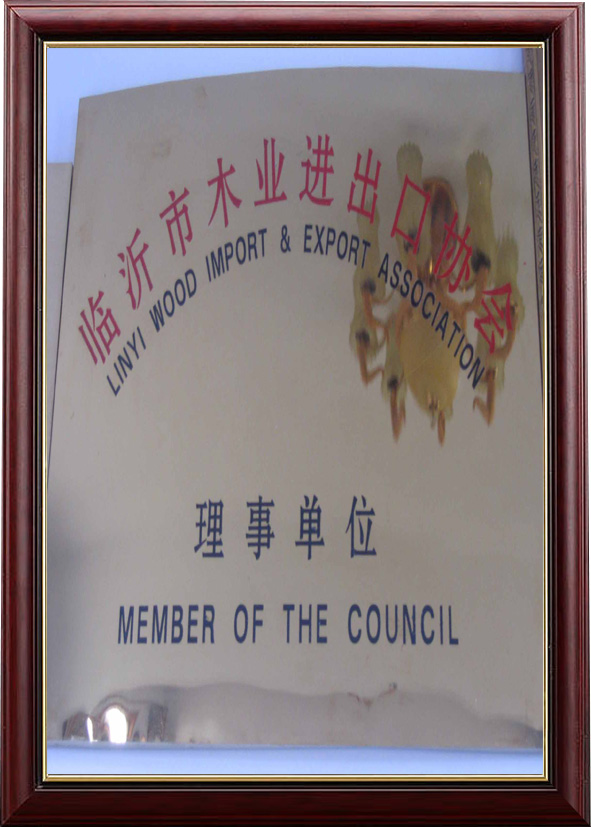 临沂市木业进出口协会
LINYI WOOD IMPORT & EXPORT ASSOCIATION
理事单位
MEMBER OF THE COUNCIL